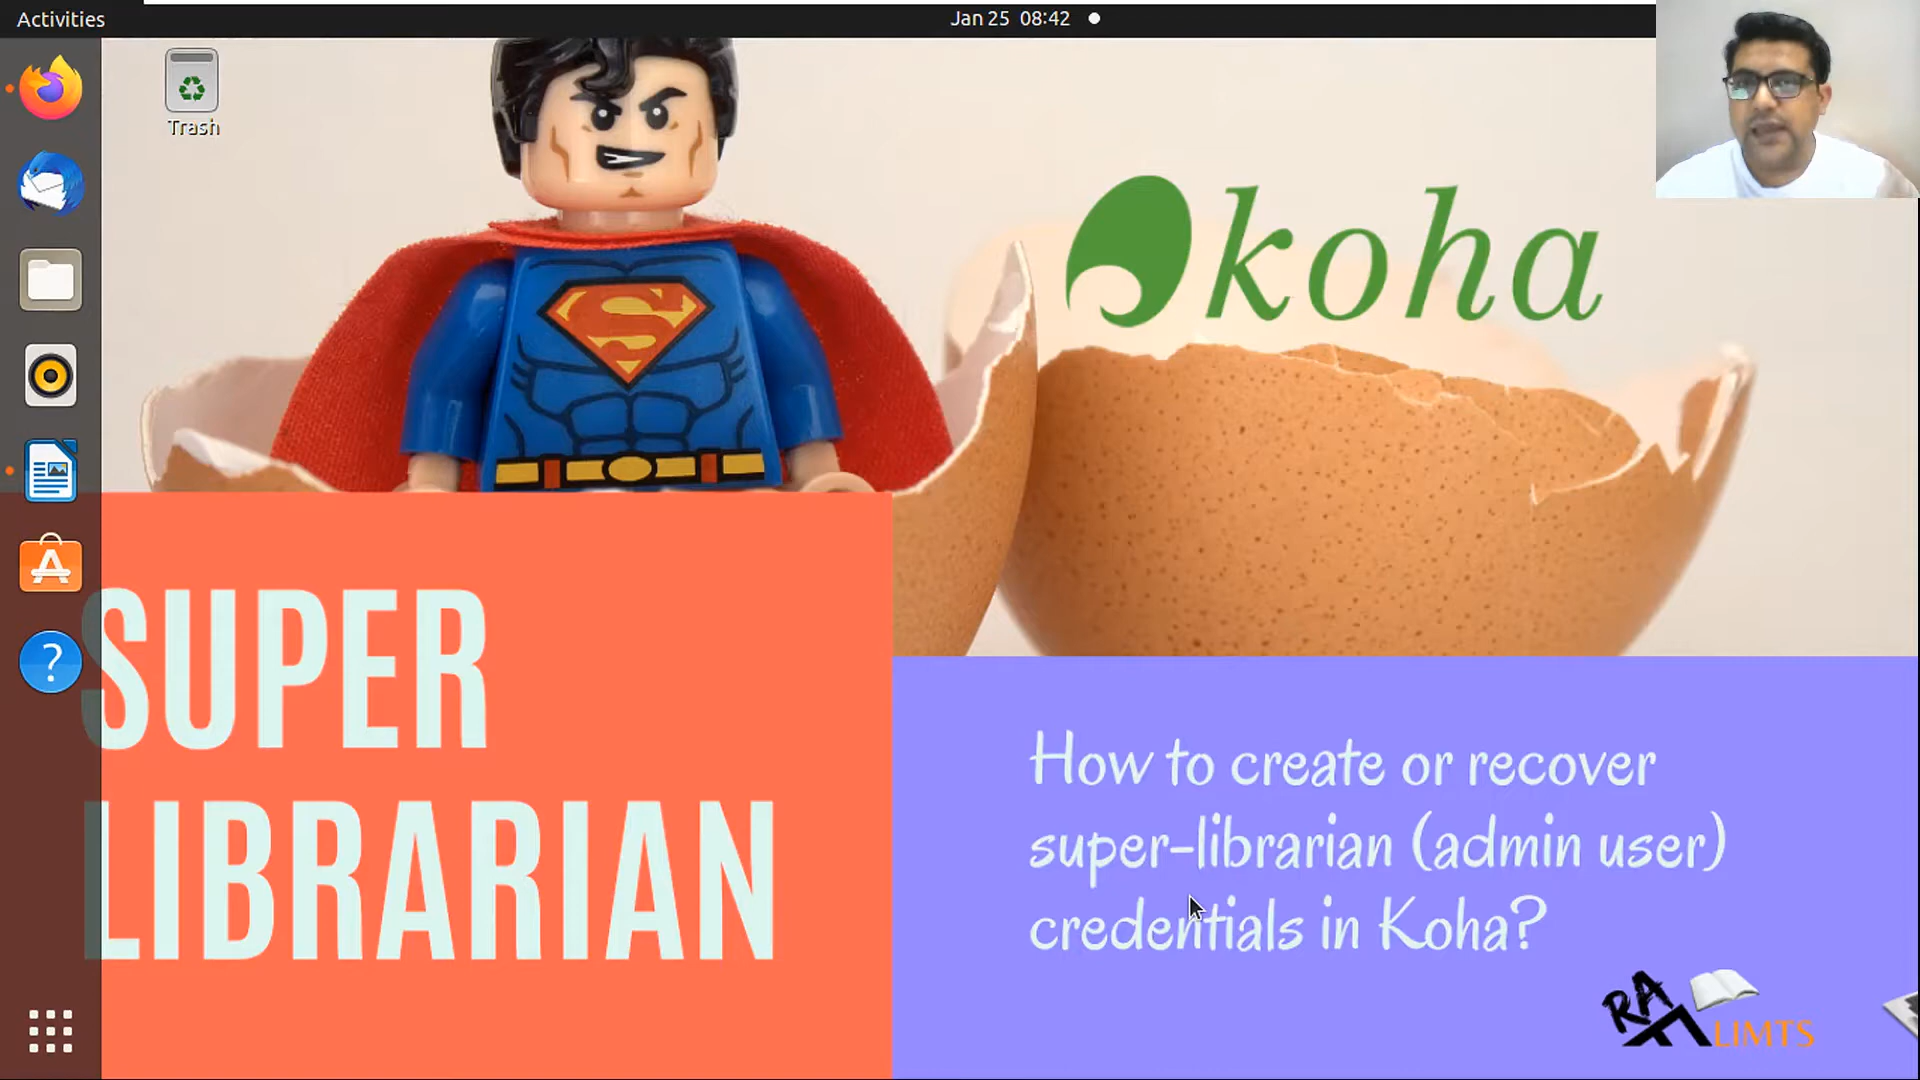 Activities
Jan 25 08:42
Trash
koha
SUPER
LIBRARIAN
How to create or recover
super-librarian (admin user)
credentials in Koha?
RA
LIMTS